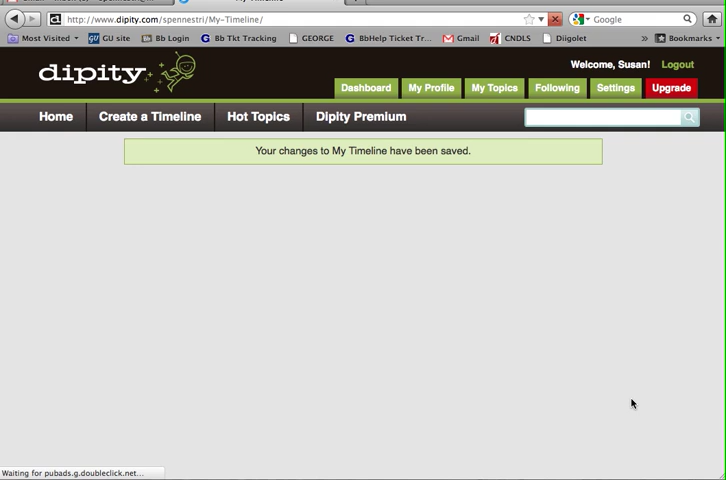 http://www.dipity.com/spennestri/My-Timeline/
Google
Most Visited
GU site
Bb Login
Bb Tkt Tracking
GEORGE
BbHelp Ticket Tr...
Gmail
CNDLS
Diigolet
»
Bookmarks
dipity
Welcome, Susan!
Logout
Dashboard
My Profile
My Topics
Following
Settings
Upgrade
Home
Create a Timeline
Hot Topics
Dipity Premium
Your changes to My Timeline have been saved.
Waiting for pubads.g.doubleclick.net...